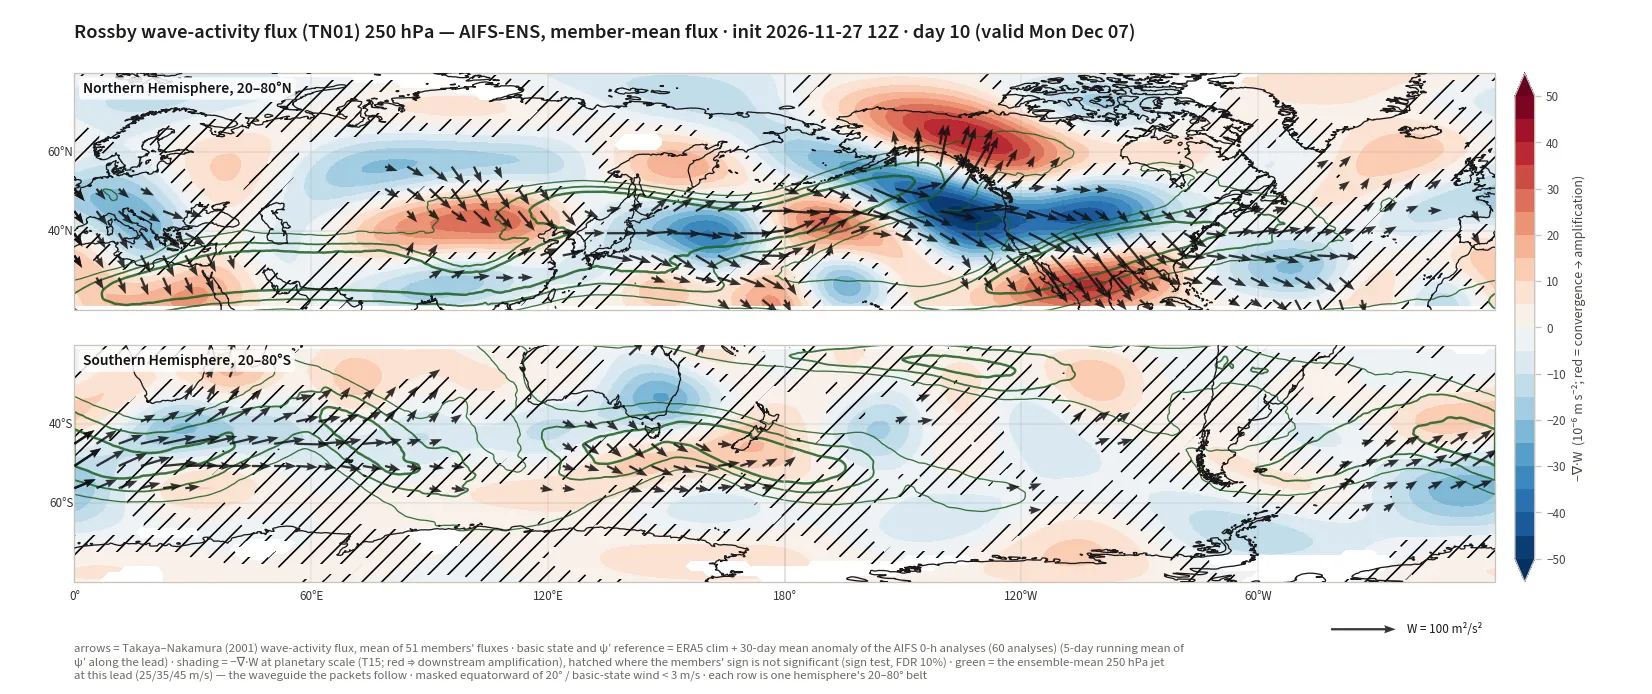 Rossby wave-activity flux (TN01) 250 hPa — AIFS-ENS, member-mean flux · init 2026-11-27 12Z · day 10 (valid Mon Dec 07)
Northern Hemisphere, 20–80°N
60°N
40°N
Southern Hemisphere, 20–80°S
40°S
60°S
0°
60°E
120°E
180°
120°W
60°W
50
40
30
20
10
0
−10
−20
−30
−40
−50
−∇·W (10⁻⁶ m s⁻²; red = convergence → amplification)
W = 100 m²/s²
arrows = Takaya–Nakamura (2001) wave-activity flux, mean of 51 members' fluxes · basic state and ψ′ reference = ERA5 clim + 30-day mean anomaly of the AIFS 0-h analyses (60 analyses) (5-day running mean of
ψ′ along the lead) · shading = −∇·W at planetary scale (T15; red ⇒ downstream amplification), hatched where the members' sign is not significant (sign test, FDR 10%) · green = the ensemble-mean 250 hPa jet
at this lead (25/35/45 m/s) — the waveguide the packets follow · masked equatorward of 20° / basic-state wind < 3 m/s · each row is one hemisphere's 20–80° belt